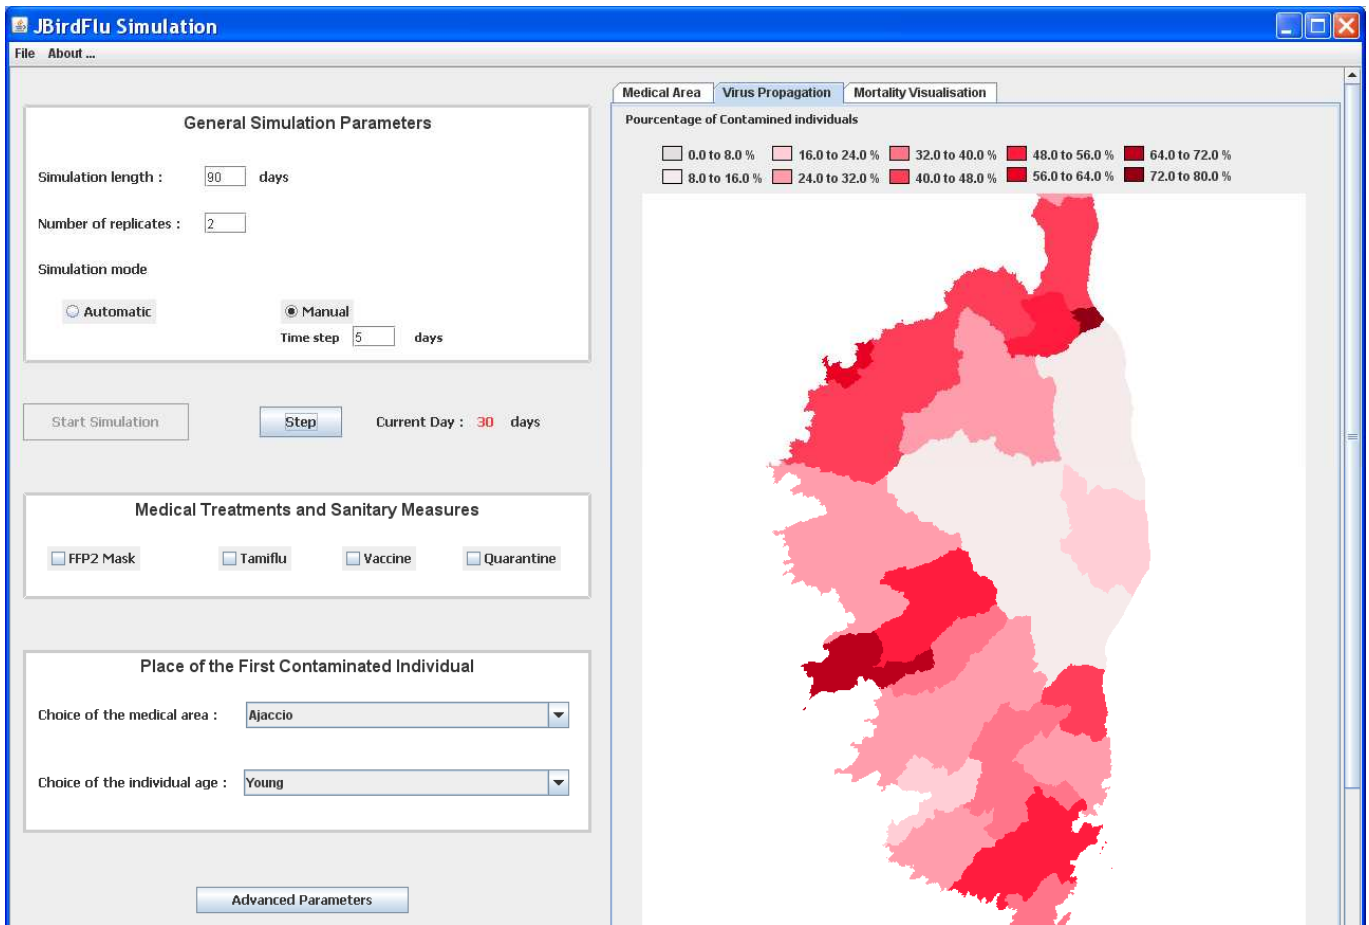 JBirdFlu Simulation
File About ...
General Simulation Parameters
Simulation length : 90 days
Number of replicates : 2
Simulation mode
Automatic Manual
Time step 5 days
Start Simulation Step Current Day : 30 days
Medical Treatments and Sanitary Measures
FFP2 Mask Tamiflu Vaccine Quarantine
Place of the First Contaminated Individual
Choice of the medical area : Ajaccio
Choice of the individual age : Young
Advanced Parameters
Medical Area Virus Propagation Mortality Visualisation
Pourcentage of Contamined individuals
0.0 to 8.0 % 16.0 to 24.0 % 32.0 to 40.0 % 48.0 to 56.0 % 64.0 to 72.0 %
8.0 to 16.0 % 24.0 to 32.0 % 40.0 to 48.0 % 56.0 to 64.0 % 72.0 to 80.0 %